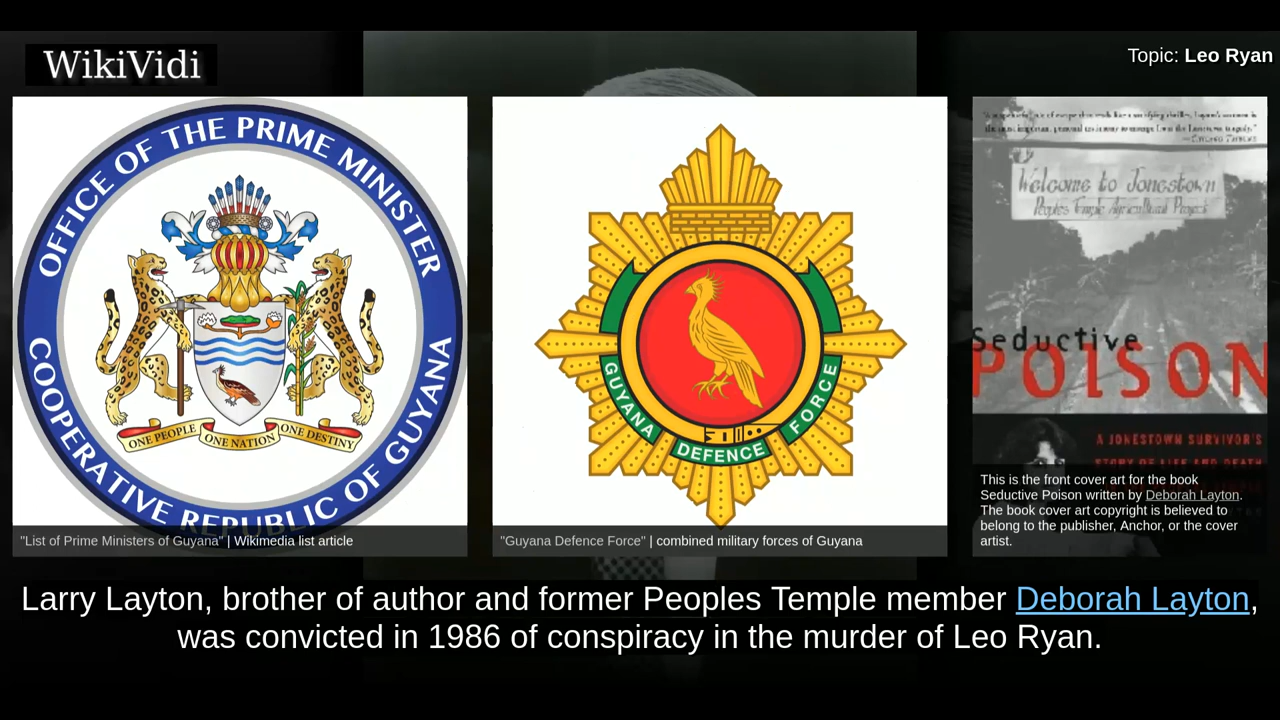 WikiVidi
Topic: Leo Ryan
OFFICE OF THE PRIME MINISTER
COOPERATIVE REPUBLIC OF GUYANA
ONE PEOPLE ONE NATION ONE DESTINY
"List of Prime Ministers of Guyana" | Wikimedia list article
GUYANA DEFENCE FORCE
"Guyana Defence Force" | combined military forces of Guyana
Welcome to Jonestown
Peoples Temple Agricultural Project
Seductive
POISON
A JONESTOWN SURVIVOR'S
STORY OF LIFE AND DEATH
This is the front cover art for the book
Seductive Poison written by Deborah Layton.
The book cover art copyright is believed to
belong to the publisher, Anchor, or the cover
artist.
Larry Layton, brother of author and former Peoples Temple member Deborah Layton,
was convicted in 1986 of conspiracy in the murder of Leo Ryan.